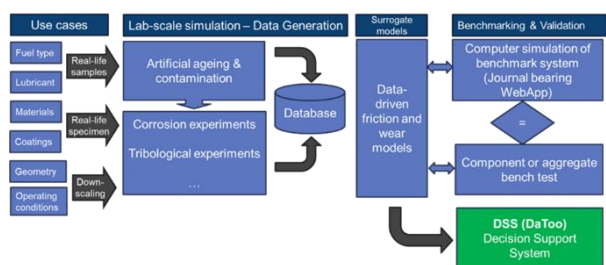 Use cases
Fuel type
Lubricant
Materials
Coatings
Geometry
Operating
conditions
Real-life
samples
Real-life
specimen
Down-
scaling
Lab-scale simulation – Data Generation
Artificial ageing &
contamination
Corrosion experiments
Tribological experiments
…
Database
Surrogate
models
Data-
driven
friction and
wear
models
Benchmarking & Validation
Computer simulation of
benchmark system
(Journal bearing
WebApp)
=
Component or aggregate
bench test
DSS (DaToo)
Decision Support
System